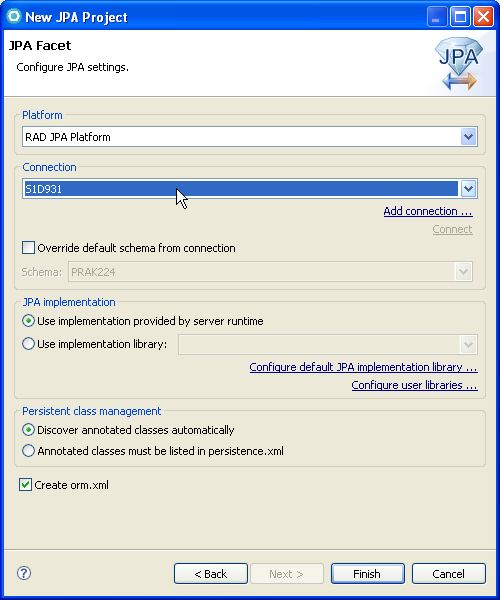 New JPA Project
JPA Facet
Configure JPA settings.
JPA
Platform
RAD JPA Platform
Connection
S1D931
Add connection ...
Connect
Override default schema from connection
Schema: PRAK224
JPA implementation
Use implementation provided by server runtime
Use implementation library:
Configure default JPA implementation library ...
Configure user libraries ...
Persistent class management
Discover annotated classes automatically
Annotated classes must be listed in persistence.xml
Create orm.xml
? < Back Next > Finish Cancel